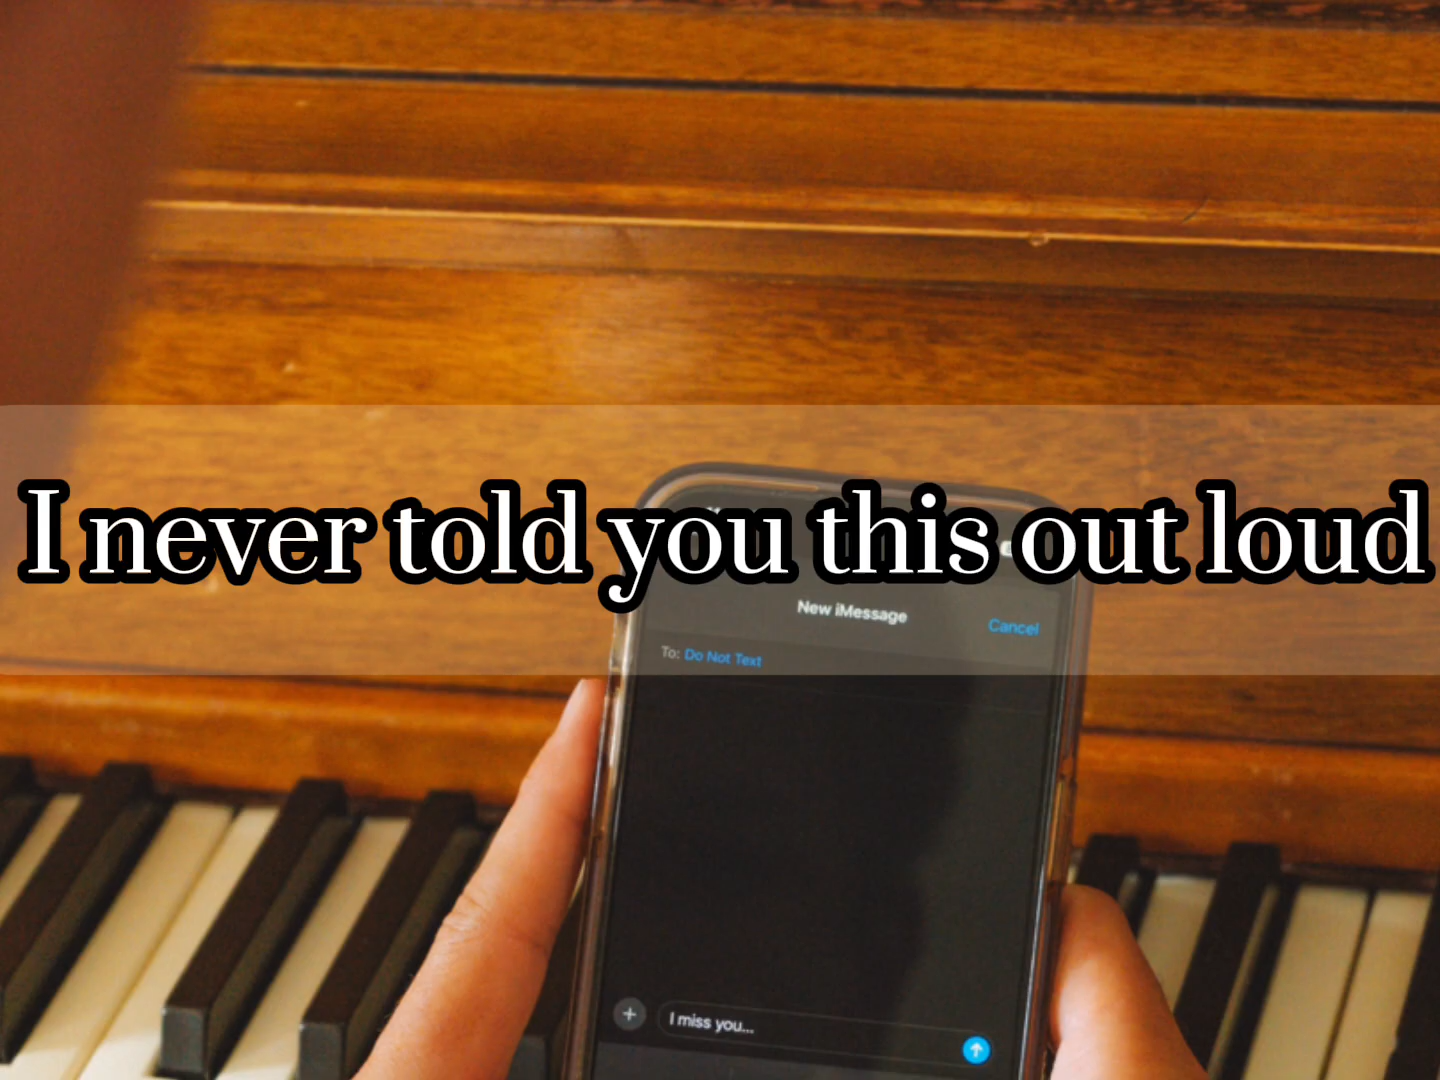 I never told you this out loud
New iMessage
Cancel
To: Do Not Text
I miss you...